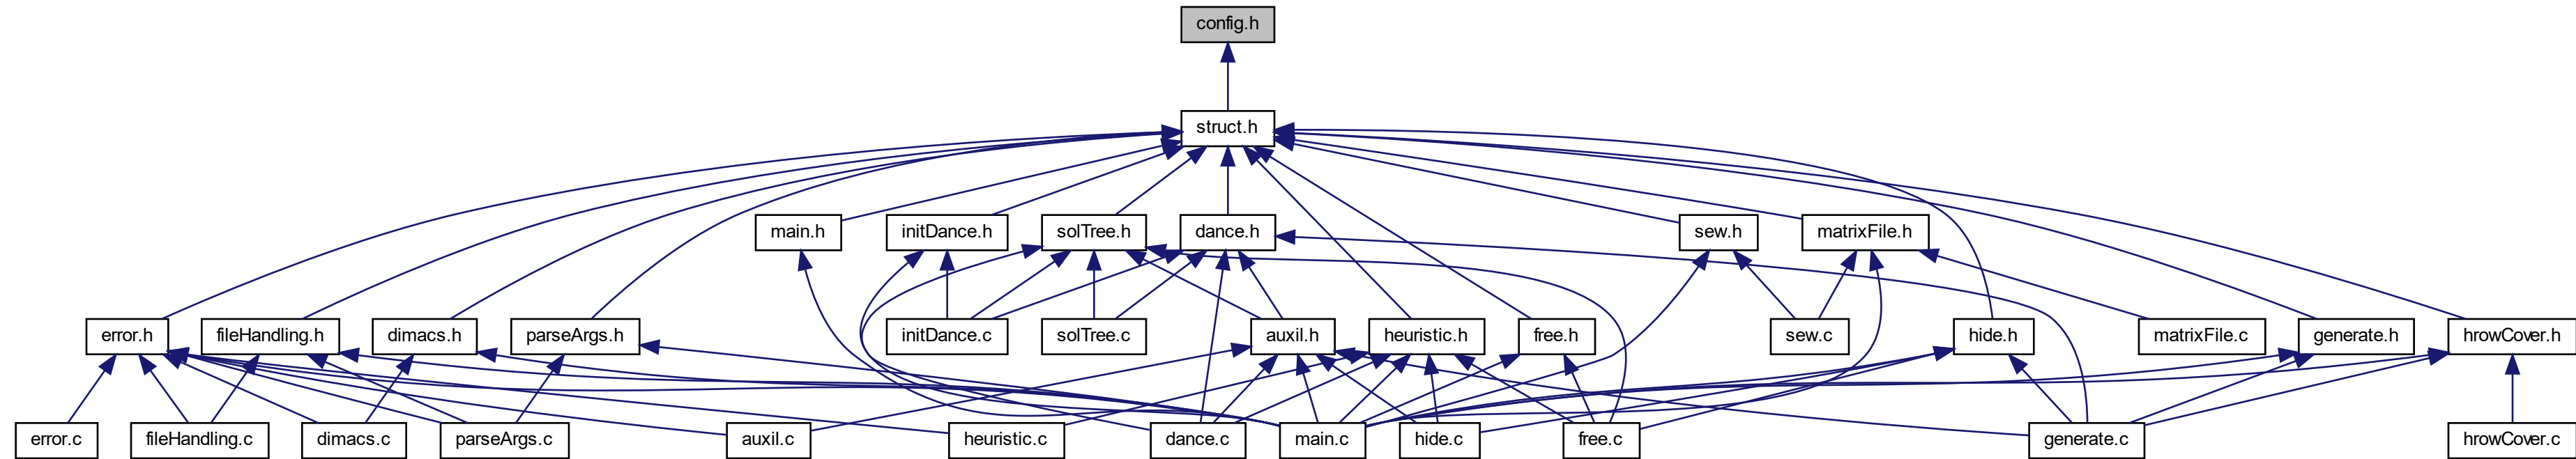 config.h
struct.h
main.h
initDance.h
solTree.h
dance.h
sew.h
matrixFile.h
error.h
fileHandling.h
dimacs.h
parseArgs.h
initDance.c
solTree.c
auxil.h
heuristic.h
free.h
sew.c
hide.h
matrixFile.c
generate.h
hrowCover.h
error.c
fileHandling.c
dimacs.c
parseArgs.c
auxil.c
heuristic.c
dance.c
main.c
hide.c
free.c
generate.c
hrowCover.c